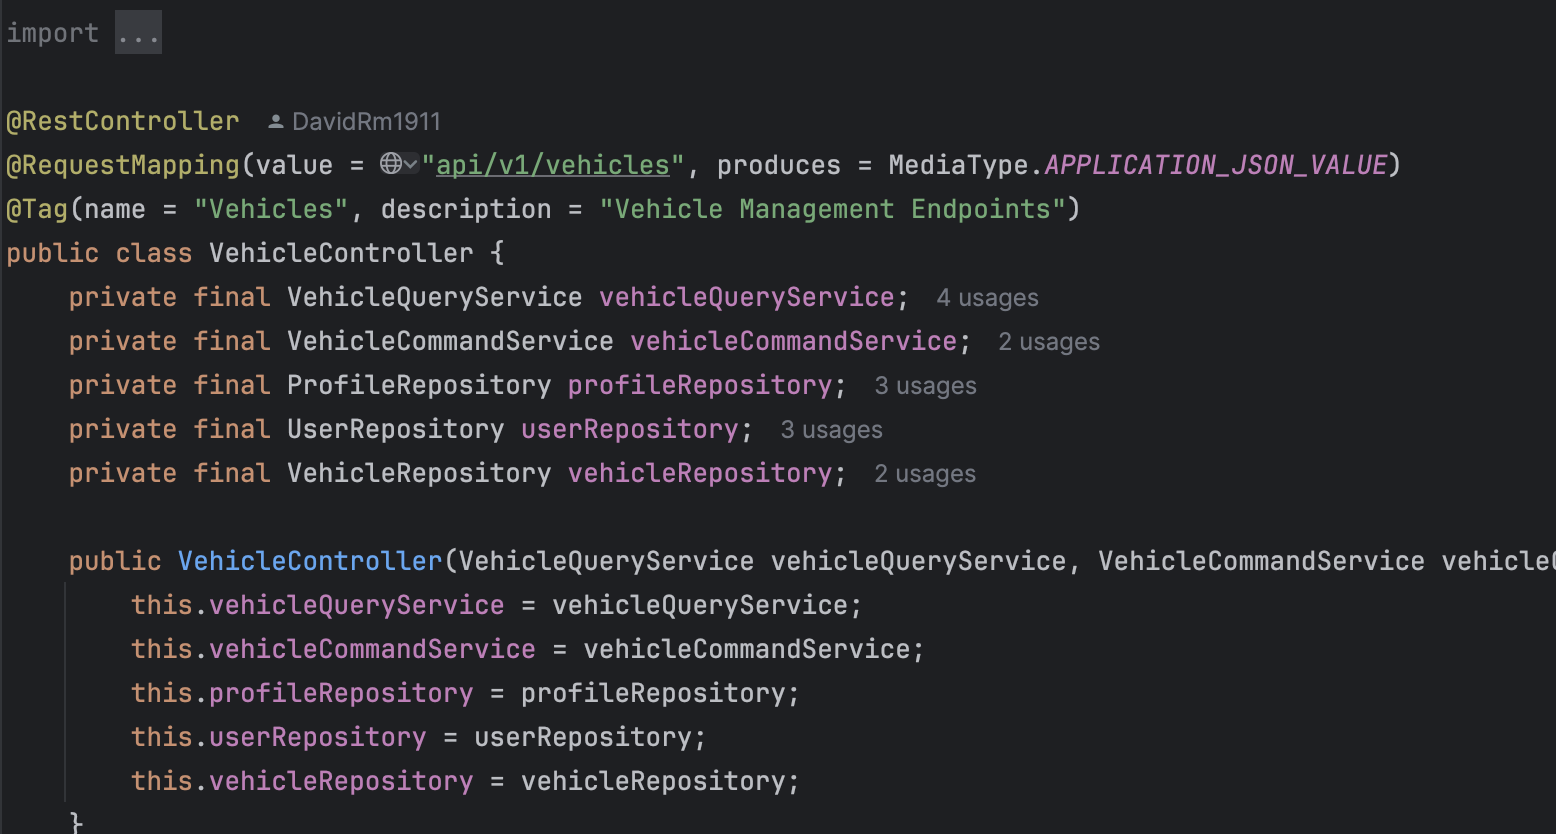 import ...
@RestController DavidRm1911
@RequestMapping(value = "api/v1/vehicles", produces = MediaType.APPLICATION_JSON_VALUE)
@Tag(name = "Vehicles", description = "Vehicle Management Endpoints")
public class VehicleController {
private final VehicleQueryService vehicleQueryService; 4 usages
private final VehicleCommandService vehicleCommandService; 2 usages
private final ProfileRepository profileRepository; 3 usages
private final UserRepository userRepository; 3 usages
private final VehicleRepository vehicleRepository; 2 usages
public VehicleController(VehicleQueryService vehicleQueryService, VehicleCommandService
this.vehicleQueryService = vehicleQueryService;
this.vehicleCommandService = vehicleCommandService;
this.profileRepository = profileRepository;
this.userRepository = userRepository;
this.vehicleRepository = vehicleRepository;
}